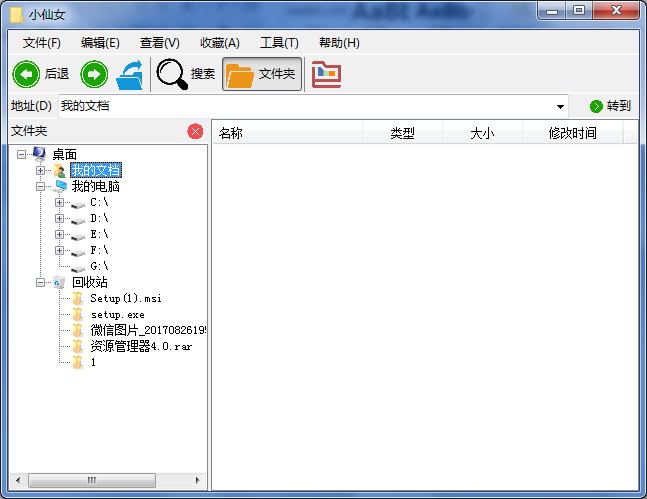 小仙女
文件(F) 编辑(E) 查看(V) 收藏(A) 工具(T) 帮助(H)
后退 搜索 文件夹
地址(D) 我的文档 转到
文件夹
名称 类型 大小 修改时间
桌面
我的文档
我的电脑
C:\
D:\
E:\
F:\
G:\
回收站
Setup(1).msi
setup.exe
微信图片_20170826195
资源管理器4.0.rar
1